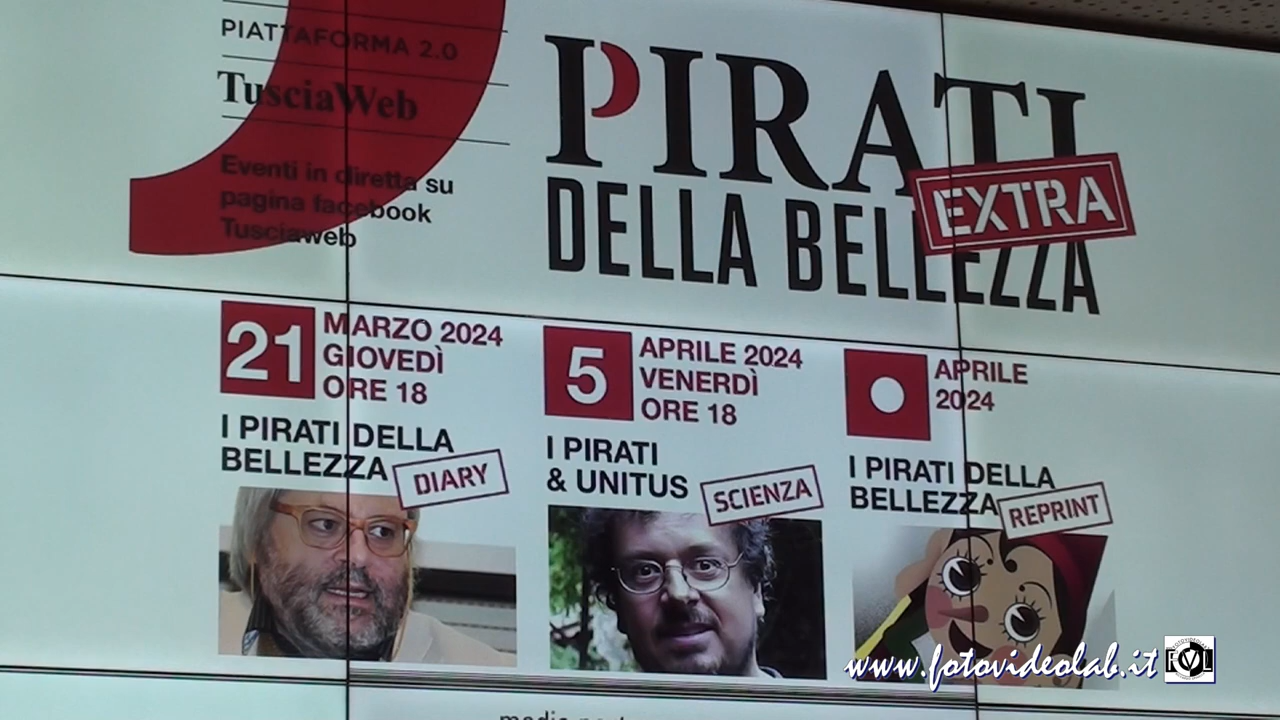 PIATTAFORMA 2.0
TusciaWeb
Eventi in diretta su
pagina facebook
Tusciaweb
PIRATI
DELLA BELLEZZA
EXTRA
21
MARZO 2024
GIOVEDÌ
ORE 18
I PIRATI DELLA
BELLEZZA
DIARY
5
APRILE 2024
VENERDÌ
ORE 18
I PIRATI
& UNITUS
SCIENZA
APRILE
2024
I PIRATI DELLA
BELLEZZA
REPRINT
www.fotovideolab.it